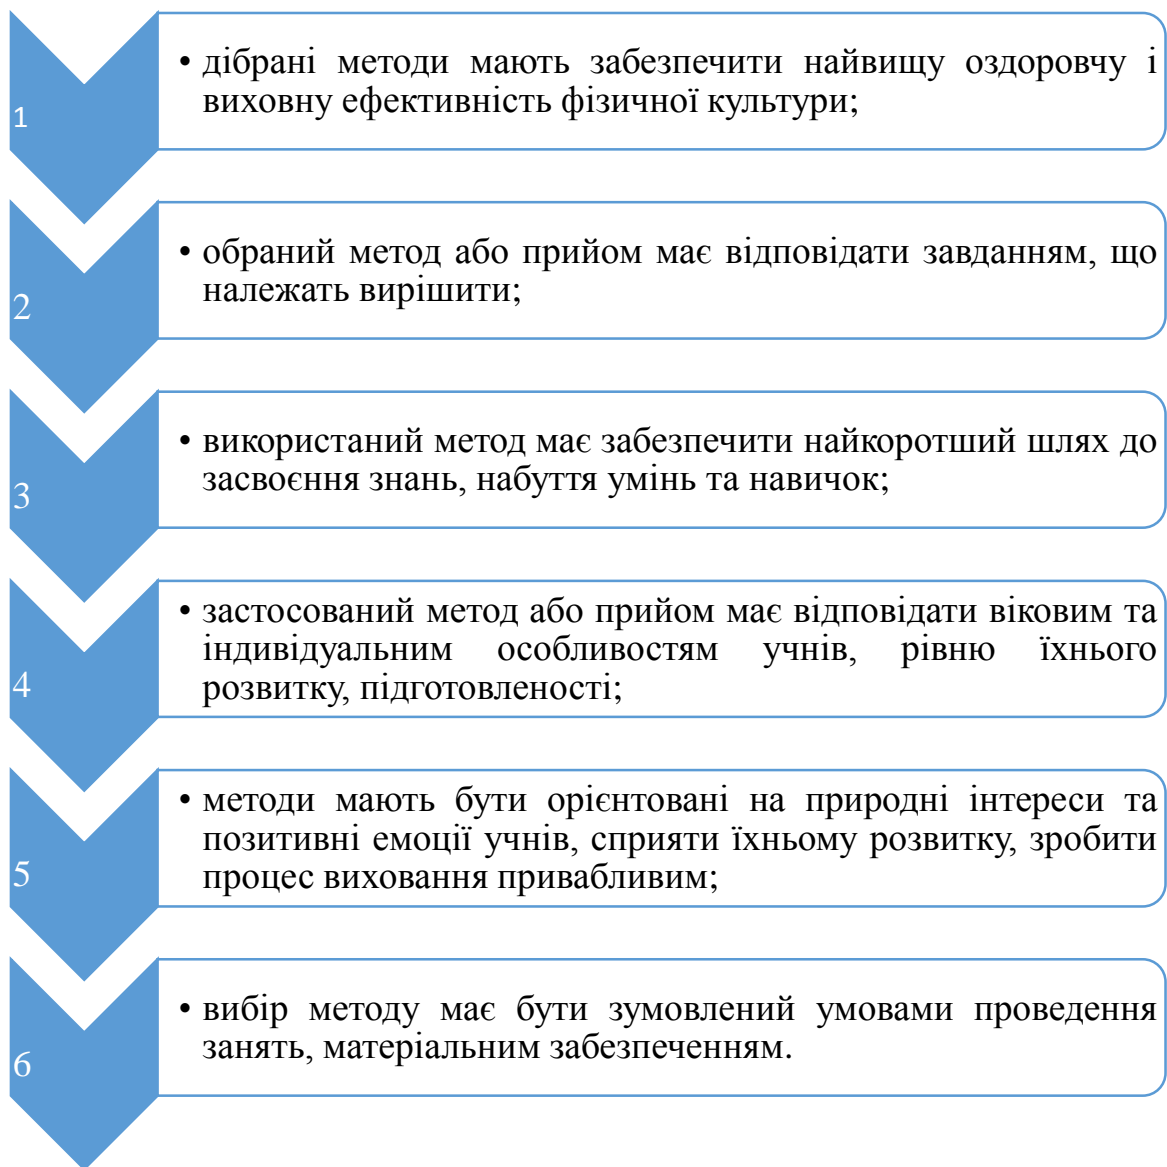 1
• дібрані методи мають забезпечити найвищу оздоровчу і
виховну ефективність фізичної культури;
2
• обраний метод або прийом має відповідати завданням, що
належать вирішити;
3
• використаний метод має забезпечити найкоротший шлях до
засвоєння знань, набуття умінь та навичок;
4
• застосований метод або прийом має відповідати віковим та
індивідуальним особливостям учнів, рівню їхнього
розвитку, підготовленості;
5
• методи мають бути орієнтовані на природні інтереси та
позитивні емоції учнів, сприяти їхньому розвитку, зробити
процес виховання привабливим;
6
• вибір методу має бути зумовлений умовами проведення
занять, матеріальним забезпеченням.